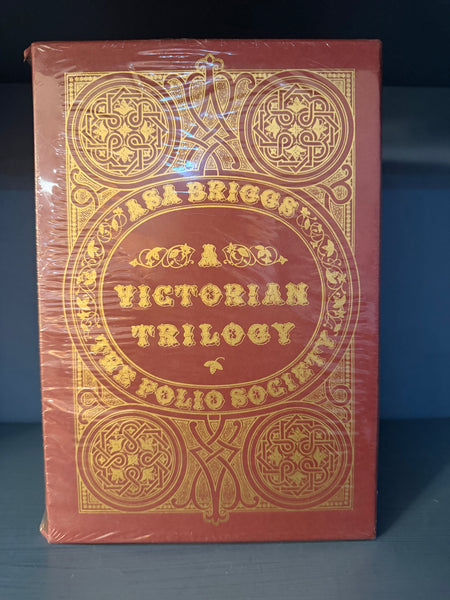 ASA BRIGGS
A
VICTORIAN
TRILOGY
THE FOLIO SOCIETY